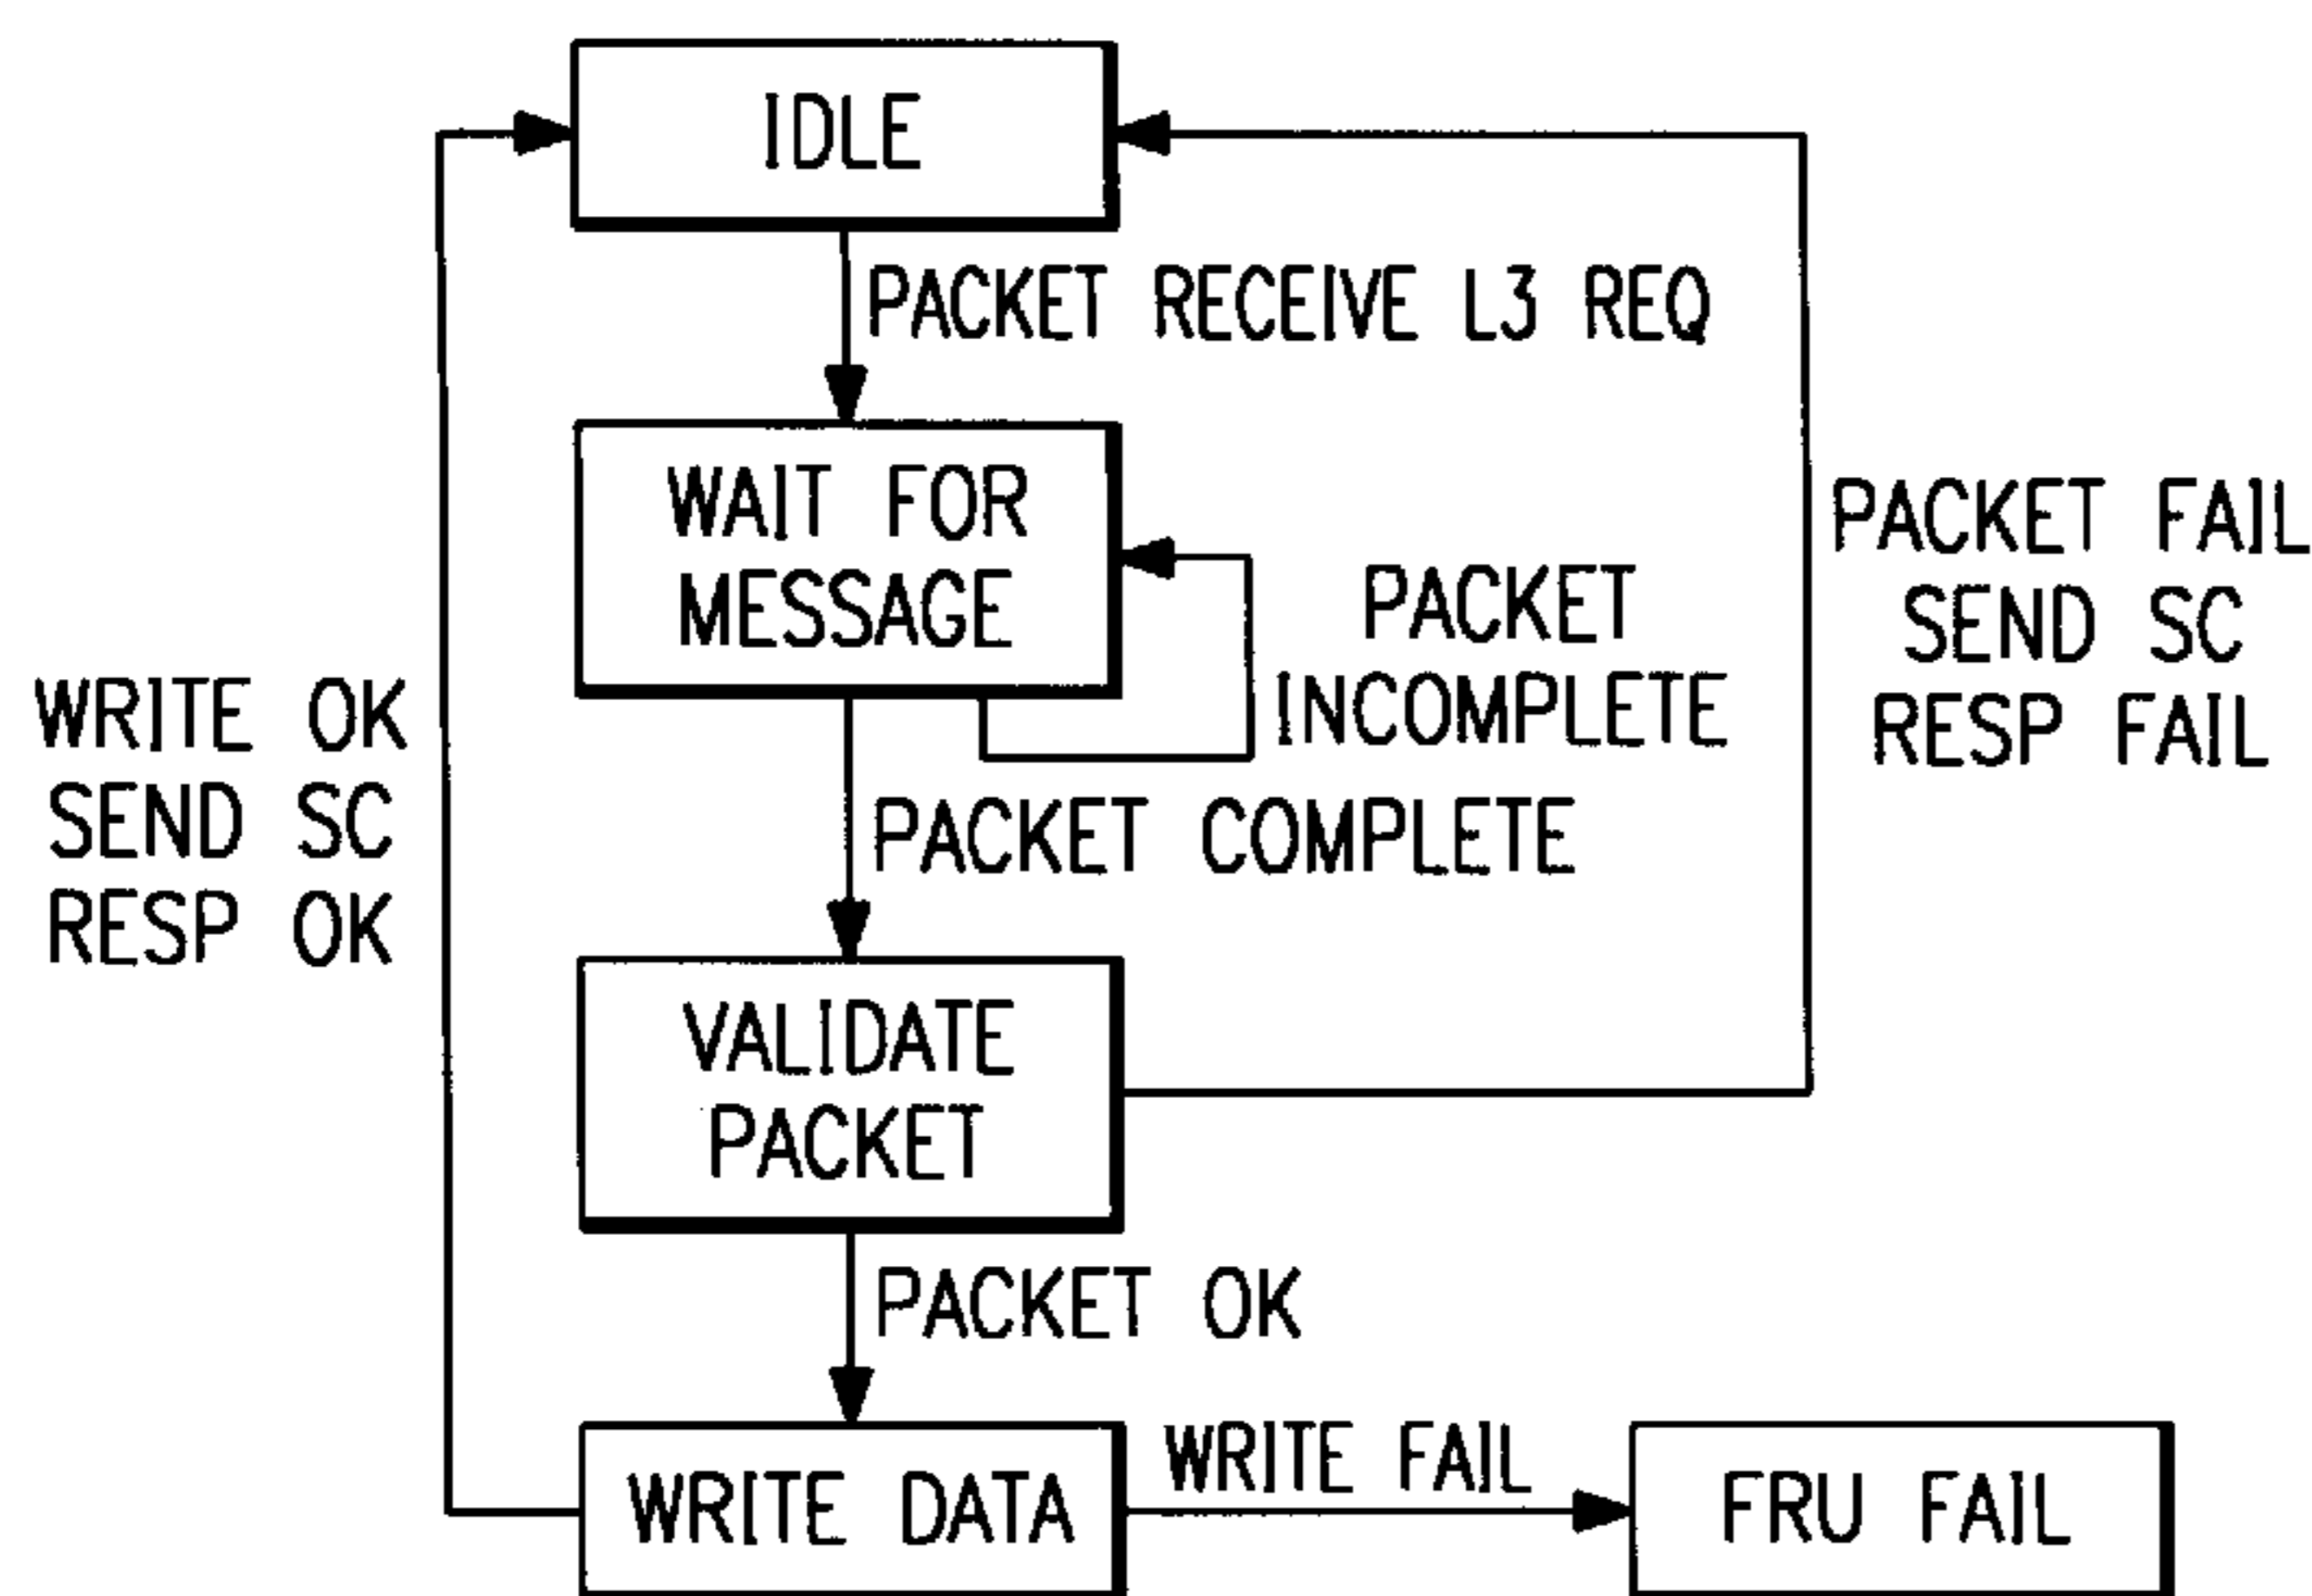 IDLE
PACKET RECEIVE L3 REQ
WAIT FOR
MESSAGE
PACKET
INCOMPLETE
PACKET FAIL
SEND SC
RESP FAIL
WRITE OK
SEND SC
RESP OK
PACKET COMPLETE
VALIDATE
PACKET
PACKET OK
WRITE DATA
WRITE FAIL
FRU FAIL